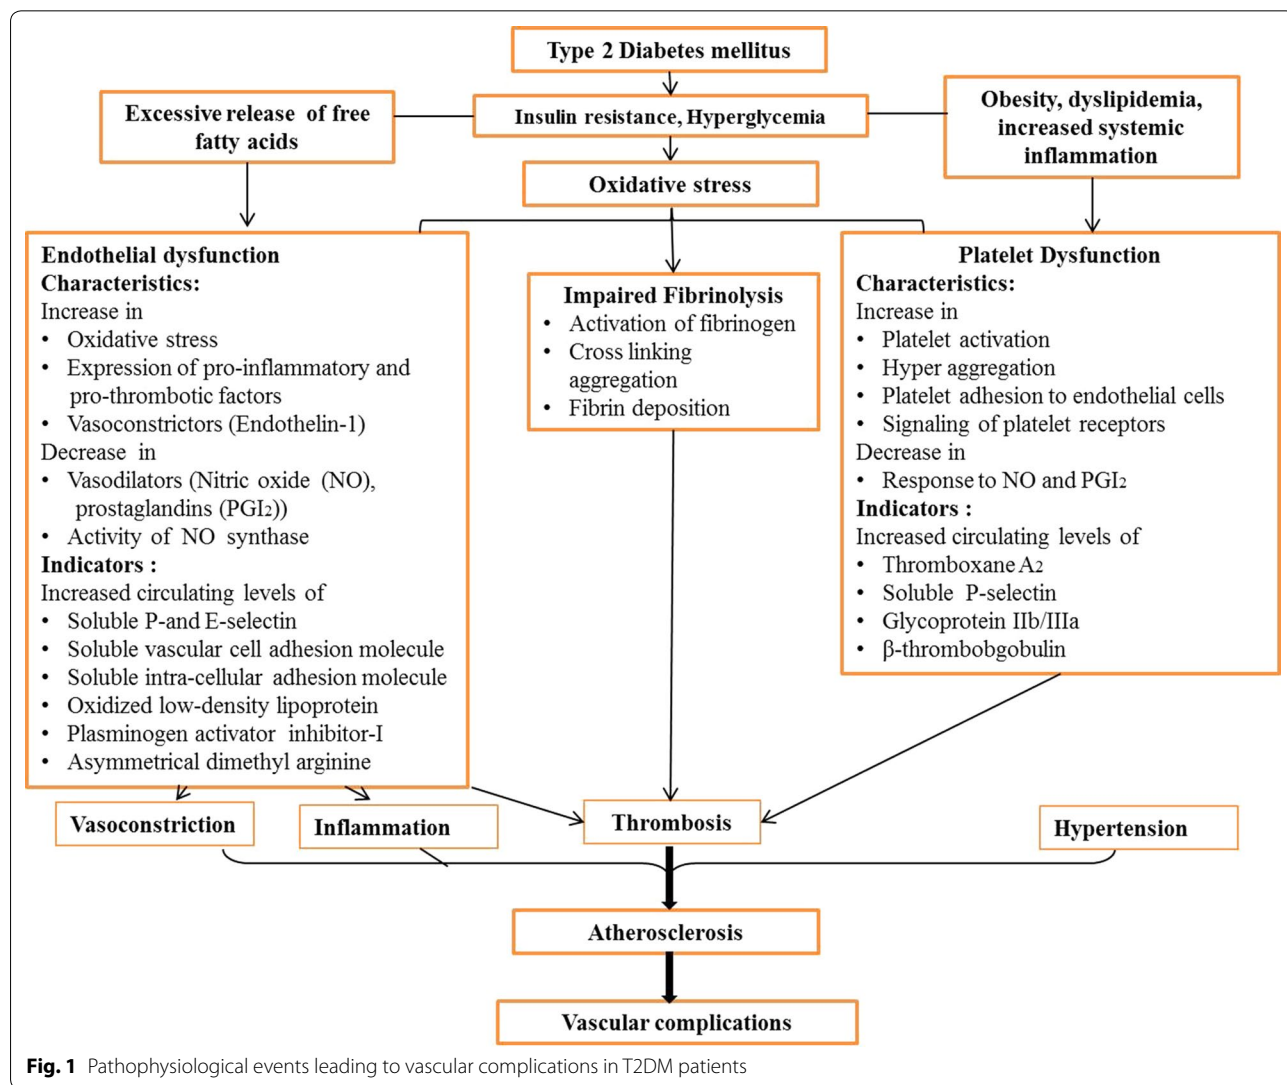 Type 2 Diabetes mellitus
Excessive release of free
fatty acids
Insulin resistance, Hyperglycemia
Obesity, dyslipidemia,
increased systemic
inflammation
Oxidative stress
Endothelial dysfunction
Characteristics:
Increase in
• Oxidative stress
• Expression of pro-inflammatory and
pro-thrombotic factors
• Vasoconstrictors (Endothelin-1)
Decrease in
• Vasodilators (Nitric oxide (NO),
prostaglandins (PGI2))
• Activity of NO synthase
Indicators :
Increased circulating levels of
• Soluble P-and E-selectin
• Soluble vascular cell adhesion molecule
• Soluble intra-cellular adhesion molecule
• Oxidized low-density lipoprotein
• Plasminogen activator inhibitor-I
• Asymmetrical dimethyl arginine
Impaired Fibrinolysis
• Activation of fibrinogen
• Cross linking
aggregation
• Fibrin deposition
Platelet Dysfunction
Characteristics:
Increase in
• Platelet activation
• Hyper aggregation
• Platelet adhesion to endothelial cells
• Signaling of platelet receptors
Decrease in
• Response to NO and PGI2
Indicators :
Increased circulating levels of
• Thromboxane A2
• Soluble P-selectin
• Glycoprotein IIb/IIIa
• β-thrombobgobulin
Vasoconstriction
Inflammation
Thrombosis
Hypertension
Atherosclerosis
Vascular complications
Fig. 1 Pathophysiological events leading to vascular complications in T2DM patients